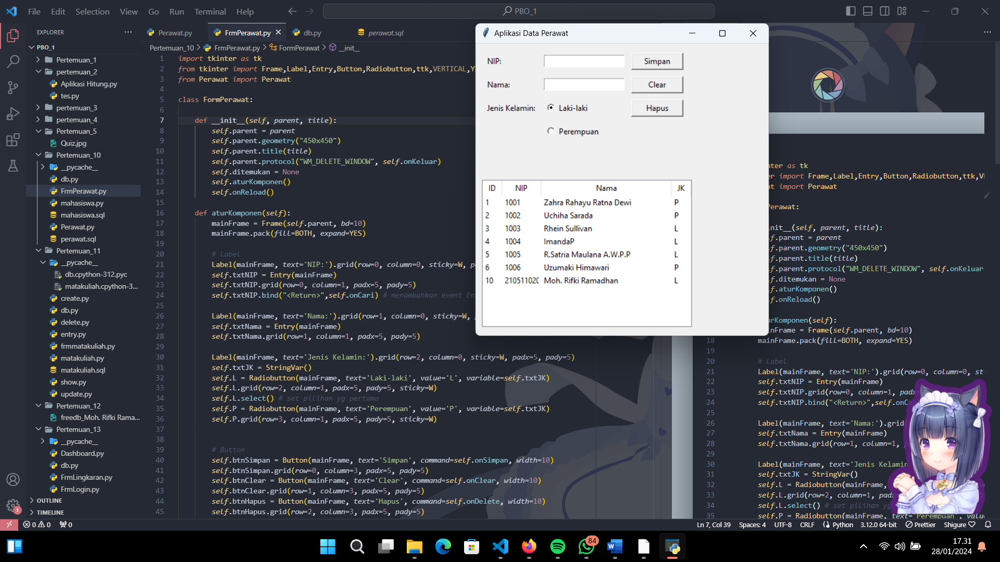 File Edit Selection View Go Run Terminal Help
PBO_1
EXPLORER
PBO_1
Pertemuan_1
pertemuan_2
Aplikasi Hitung.py
tes.py
pertemuan_3
pertemuan_4
Pertemuan_5
Quiz.jpg
Pertemuan_10
__pycache__
db.py
FrmPerawat.py
mahasiswa.py
mahasiswa.sql
Perawat.py
perawat.sql
Pertemuan_11
__pycache__
db.cpython-312.pyc
matakuliah.cpython-3...
create.py
db.py
delete.py
entry.py
frmmatakuliah.py
matakuliah.py
matakuliah.sql
show.py
update.py
Pertemuan_12
freedb_Moh. Rifki Rama...
Pertemuan_13
__pycache__
Dashboard.py
db.py
FrmLingkaran.py
FrmLogin.py
OUTLINE
TIMELINE
Perawat.py FrmPerawat.py db.py perawat.sql
Pertemuan_10 > FrmPerawat.py > FormPerawat > __init__
1 import tkinter as tk
2 from tkinter import Frame,Label,Entry,Button,Radiobutton,ttk,VERTICAL,Y
3 from Perawat import Perawat
4
5 class FormPerawat:
6
7 def __init__(self, parent, title):
8 self.parent = parent
9 self.parent.geometry("450x450")
10 self.parent.title(title)
11 self.parent.protocol("WM_DELETE_WINDOW", self.onKeluar)
12 self.ditemukan = None
13 self.aturKomponen()
14 self.onReload()
15
16 def aturKomponen(self):
17 mainFrame = Frame(self.parent, bd=10)
18 mainFrame.pack(fill=BOTH, expand=YES)
19
20 # Label
21 Label(mainFrame, text='NIP:').grid(row=0, column=0, sticky=W, p
22 self.txtNIP = Entry(mainFrame)
23 self.txtNIP.grid(row=0, column=1, padx=5, pady=5)
24 self.txtNIP.bind("<Return>",self.onCari) # menambahkan event En
25
26 Label(mainFrame, text='Nama:').grid(row=1, column=0, sticky=W,
27 self.txtNama = Entry(mainFrame)
28 self.txtNama.grid(row=1, column=1, padx=5, pady=5)
29
30 Label(mainFrame, text='Jenis Kelamin:').grid(row=2, column=0, sticky=W, padx=5, pady=5)
31 self.txtJK = StringVar()
32 self.L = Radiobutton(mainFrame, text='Laki-laki', value='L', variable=self.txtJK)
33 self.L.grid(row=2, column=1, padx=5, pady=5, sticky=W)
34 self.L.select() # set pilihan yg pertama
35 self.P = Radiobutton(mainFrame, text='Perempuan', value='P', variable=self.txtJK)
36 self.P.grid(row=3, column=1, padx=5, pady=5, sticky=W)
37
38
39 # Button
40 self.btnSimpan = Button(mainFrame, text='Simpan', command=self.onSimpan, width=10)
41 self.btnSimpan.grid(row=0, column=3, padx=5, pady=5)
42 self.btnClear = Button(mainFrame, text='Clear', command=self.onClear, width=10)
43 self.btnClear.grid(row=1, column=3, padx=5, pady=5)
44 self.btnHapus = Button(mainFrame, text='Hapus', command=self.onDelete, width=10)
45 self.btnHapus.grid(row=2, column=3, padx=5, pady=5)
Aplikasi Data Perawat
NIP: Simpan
Nama: Clear
Jenis Kelamin: Laki-laki Hapus
Perempuan
ID NIP Nama JK
1 1001 Zahra Rahayu Ratna Dewi P
2 1002 Uchiha Sarada P
3 1003 Rhein Sullivan L
4 1004 ImandaP L
5 1005 R.Satria Maulana A.W.P.P L
6 1006 Uzumaki Himawari P
10 21051102 Moh. Rifki Ramadhan L
nter as tk
er import Frame,Label,Entry,Button,Radiobutton,ttk,VE
at import Perawat
Perawat:
init__(self, parent, title):
f.parent = parent
f.parent.geometry("450x450")
f.parent.title(title)
f.parent.protocol("WM_DELETE_WINDOW", self.onKeluar
f.ditemukan = None
f.aturKomponen()
f.onReload()
urKomponen(self):
inFrame = Frame(self.parent, bd=10)
18 mainFrame.pack(fill=BOTH, expand=YES)
19
20 # Label
21 Label(mainFrame, text='NIP:').grid(row=0, column=0, st
22 self.txtNIP = Entry(mainFrame)
23 self.txtNIP.grid(row=0, column=1, pad
24 self.txtNIP.bind("<Return>",self.onC
25
26 Label(mainFrame, text='Nama:').grid(
27 self.txtNama = Entry(mainFrame)
28 self.txtNama.grid(row=1, column=1,
29
30 Label(mainFrame, text='Jenis Kelamin
31 self.txtJK = StringVar()
32 self.L = Radiobutton(mainFrame,
33 self.L.grid(row=2, column=1, pad
34 self.L.select() # set pilihan yg
35 self.P = Radiobutton(mainFrame, text='Perempuan', valu
1
0 0 0
Ln 7, Col 39 Spaces: 4 UTF-8 CRLF Python 3.12.0 64-bit Prettier Shigure
84
17.31
28/01/2024